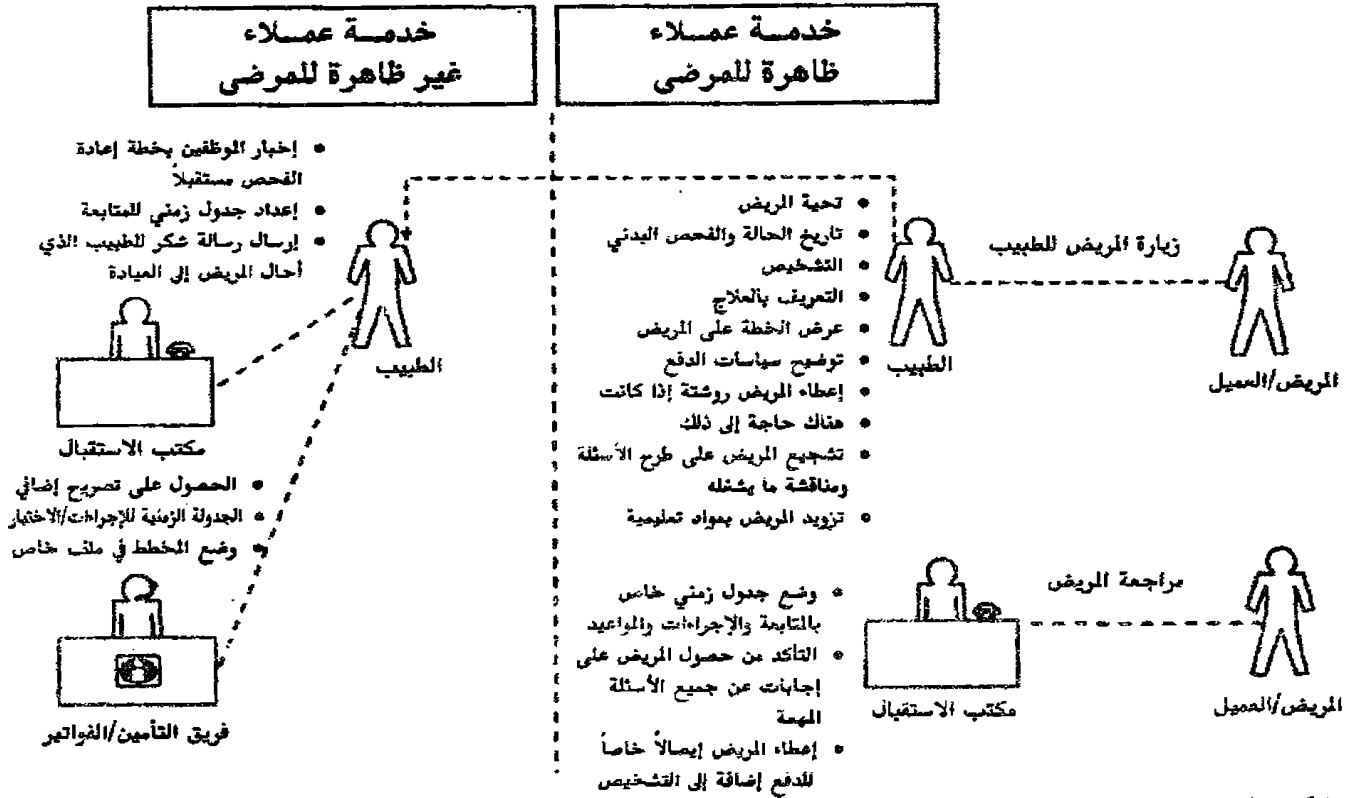 خدمـــة عمـــلاء
ظاهرة للمرضى
خدمـــة عمـــلاء
غير ظاهرة للمرضى
زيارة المريض للطبيب
المريض/العميل
الطبيب
• تحية المريض
• تاريخ الحالة والفحص البدني
• التشخيص
• التعريف بالعلاج
• عرض الخطة على المريض
• توضيح سياسات الدفع
• إعطاء المريض روشتة إذا كانت
• هناك حاجة إلى ذلك
• تشجيع المريض على طرح الأسئلة
ومناقشة ما يشغله
• تزويد المريض بمواد تعليمية
مراجعة المريض
المريض/العميل
مكتب الاستقبال
• وضع جدول زمني خاص
بالمتابعة والإجراءات والمواعيد
• التأكد من حصول المريض على
إجابات عن جميع الأسئلة
المهمة
• إعطاء المريض إيصالاً خاصاً
للدفع إضافة إلى التشخيص
• إخبار الموظفين بخطة إعادة
الفحص مستقبلاً
• إعداد جدول زمني للمتابعة
• إرسال رسالة شكر للطبيب الذي
أحال المريض إلى العيادة
الطبيب
مكتب الاستقبال
• الحصول على تصريح إضافي
• الجدولة الزمنية للإجراءات/الاختبار
• وضع المخطط في ملف خاص
فريق التأمين/الفواتير